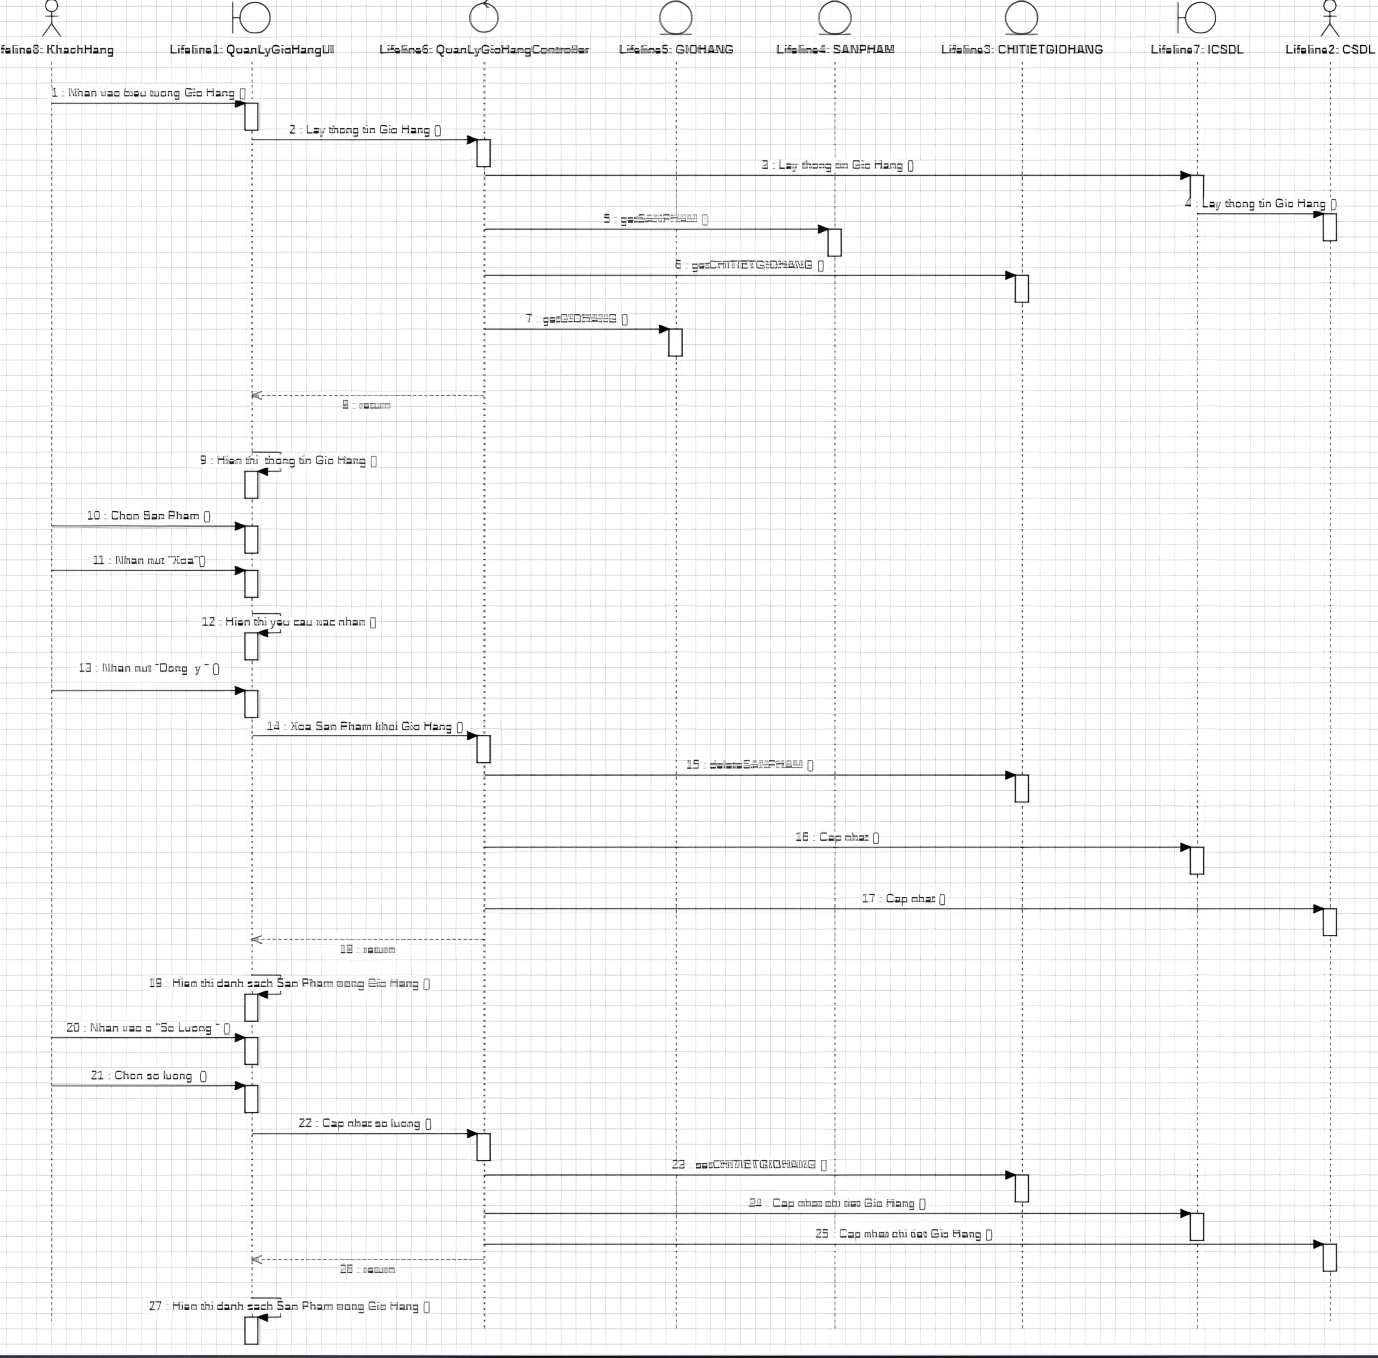 feline8: KhachHang
Lifeline1: QuanLyGioHangUI
Lifeline6: QuanLyGioHangController
Lifeline5: GIOHANG
Lifeline4: SANPHAM
Lifeline3: CHITIETGIOHANG
Lifeline7: ICSDL
Lifeline2: CSDL
1 : Nhan vao bieu tuong Gio Hang ()
2 : Lay thong tin Gio Hang ()
3 : Lay thong tin Gio Hang ()
4 : Lay thong tin Gio Hang ()
5 : getSANPHAM ()
6 : getCHITIETGIOHANG ()
7 : getGIOHANG ()
8 : return
9 : Hien thi thong tin Gio Hang ()
10 : Chon San Pham ()
11 : Nhan nut "Xoa"()
12 : Hien thi yeu cau xac nhan ()
13 : Nhan nut "Dong y " ()
14 : Xoa San Pham khoi Gio Hang ()
15 : deleteSANPHAM ()
16 : Cap nhat ()
17 : Cap nhat ()
18 : return
19 : Hien thi danh sach San Pham trong Gio Hang ()
20 : Nhan vao o "So Luong " ()
21 : Chon so luong ()
22 : Cap nhat so luong ()
23 : setCHITIETGIOHANG ()
24 : Cap nhat chi tiet Gio Hang ()
25 : Cap nhat chi tiet Gio Hang ()
26 : return
27 : Hien thi danh sach San Pham trong Gio Hang ()